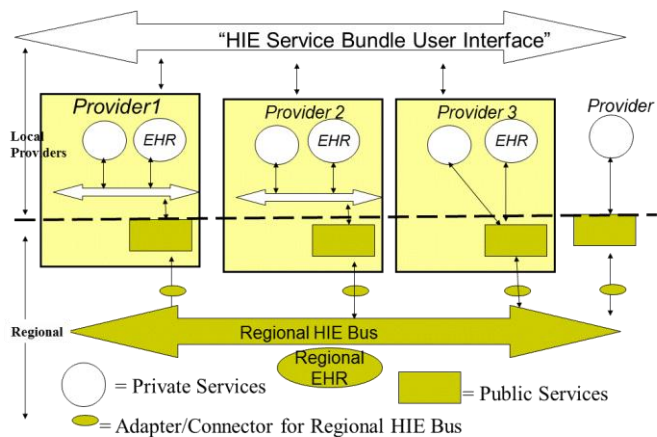 “HIE Service Bundle User Interface”
Provider1
Provider 2
Provider 3
Provider
EHR
EHR
EHR
Local
Providers
Regional
Regional HIE Bus
Regional
EHR
= Private Services
= Public Services
= Adapter/Connector for Regional HIE Bus